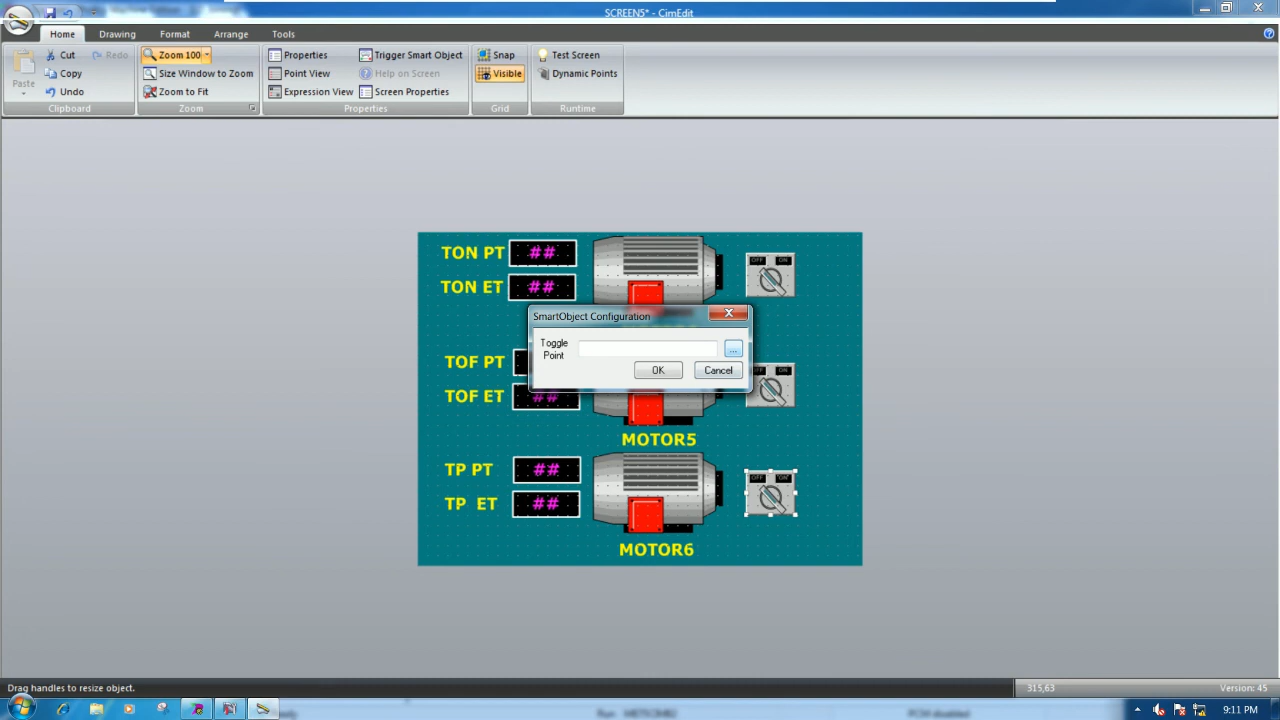 SCREEN5* - CimEdit
Home Drawing Format Arrange Tools
Cut Redo Zoom 100 Properties Trigger Smart Object Snap Test Screen
Paste Copy Size Window to Zoom Point View Help on Screen Visible Dynamic Points
Undo Zoom to Fit Expression View Screen Properties
Clipboard Zoom Properties Grid Runtime
TON PT ## OFF ON
TON ET ##
SmartObject Configuration
Toggle Point ...
OK Cancel
TOF PT ON
TOF ET ##
MOTOR5
TP PT ## OFF ON
TP ET ##
MOTOR6
Drag handles to resize object. 315,63 Version: 45
9:11 PM